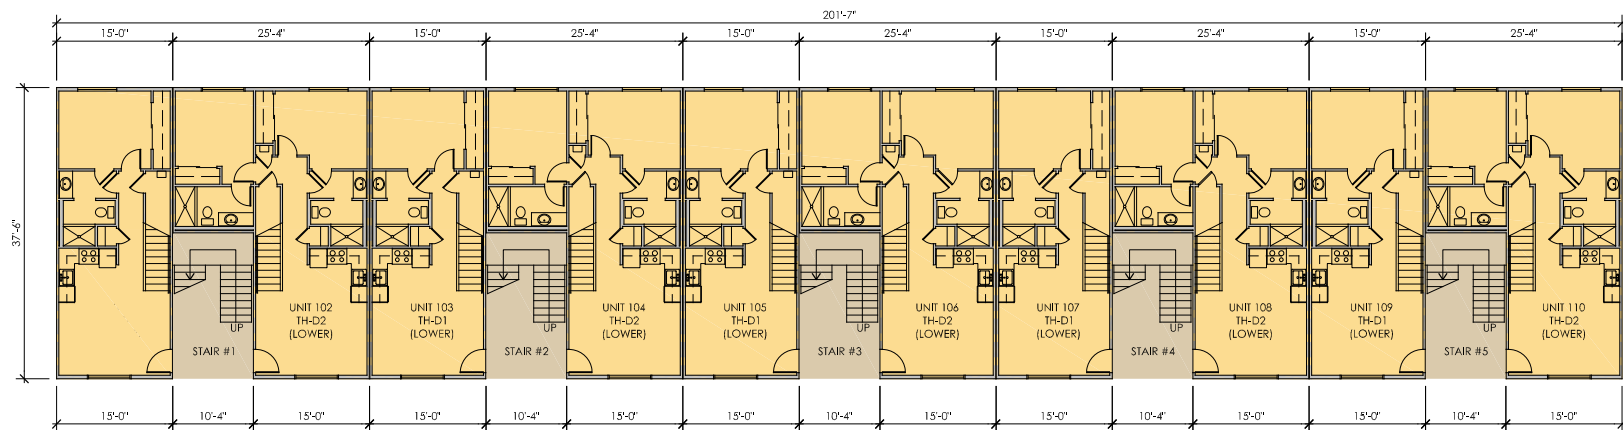 201'-7"
15'-0" 25'-4" 15'-0" 25'-4" 15'-0" 25'-4" 15'-0" 25'-4" 15'-0" 25'-4"
37'-6"
UNIT 102
TH-D2
(LOWER)
UNIT 103
TH-D1
(LOWER)
UNIT 104
TH-D2
(LOWER)
UNIT 105
TH-D1
(LOWER)
UNIT 106
TH-D2
(LOWER)
UNIT 107
TH-D1
(LOWER)
UNIT 108
TH-D2
(LOWER)
UNIT 109
TH-D1
(LOWER)
UNIT 110
TH-D2
(LOWER)
UP UP UP UP UP
STAIR #1 STAIR #2 STAIR #3 STAIR #4 STAIR #5
15'-0" 10'-4" 15'-0" 15'-0" 10'-4" 15'-0" 15'-0" 10'-4" 15'-0" 15'-0" 10'-4" 15'-0" 15'-0" 10'-4" 15'-0"